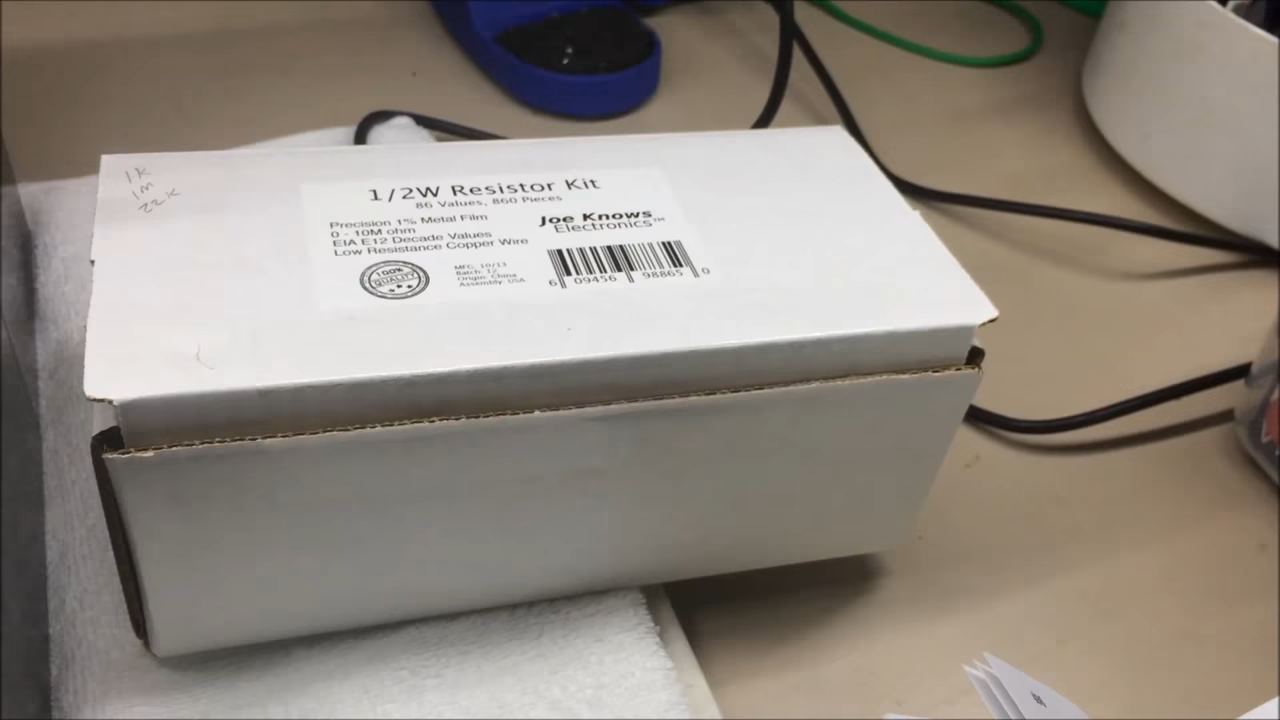 1K
1M
22K
1/2W Resistor Kit
86 Values, 860 Pieces
Precision 1% Metal Film
0 - 10M ohm
EIA E12 Decade Values
Low Resistance Copper Wire
Joe Knows
Electronics™
100%
QUALITY
MFG: 10/13
Batch: 12
Origin: China
Assembly: USA
6 09456 98865 0